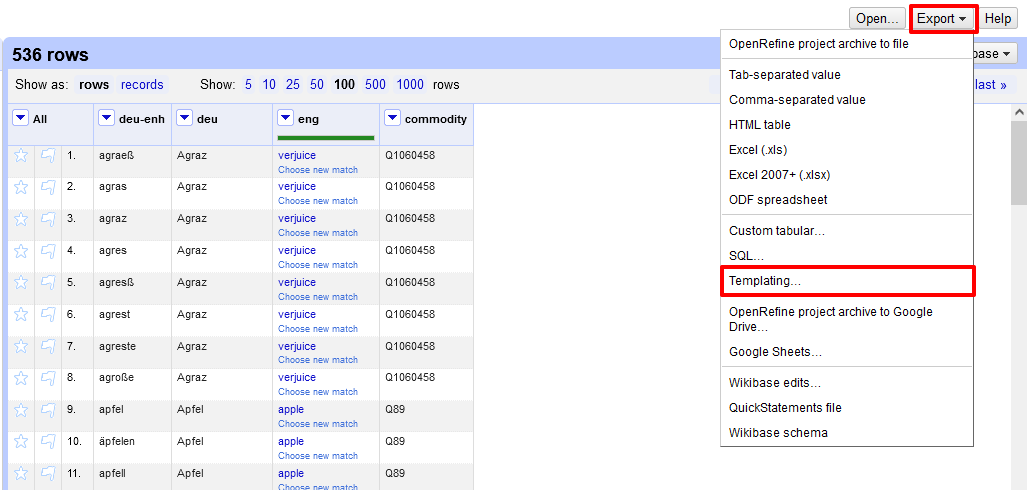 Open... Export Help
536 rows base
Show as: rows records Show: 5 10 25 50 100 500 1000 rows last »
All deu-enh deu eng commodity
1. agraeß Agraz verjuice Q1060458
Choose new match
2. agras Agraz verjuice Q1060458
Choose new match
3. agraz Agraz verjuice Q1060458
Choose new match
4. agres Agraz verjuice Q1060458
Choose new match
5. agresß Agraz verjuice Q1060458
Choose new match
6. agrest Agraz verjuice Q1060458
Choose new match
7. agreste Agraz verjuice Q1060458
Choose new match
8. agroße Agraz verjuice Q1060458
Choose new match
9. apfel Apfel apple Q89
Choose new match
10. äpfelen Apfel apple Q89
Choose new match
11. apfell Apfel apple Q89
Choose new match
OpenRefine project archive to file
Tab-separated value
Comma-separated value
HTML table
Excel (.xls)
Excel 2007+ (.xlsx)
ODF spreadsheet
Custom tabular...
SQL...
Templating...
OpenRefine project archive to Google
Drive...
Google Sheets...
Wikibase edits...
QuickStatements file
Wikibase schema